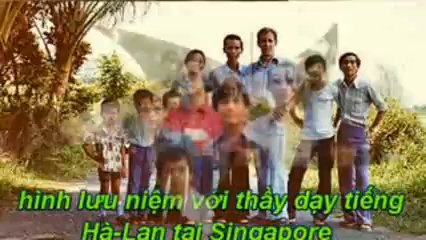 hình lưu niệm với thầy dạy tiếng
Hà-Lan tại Singapore